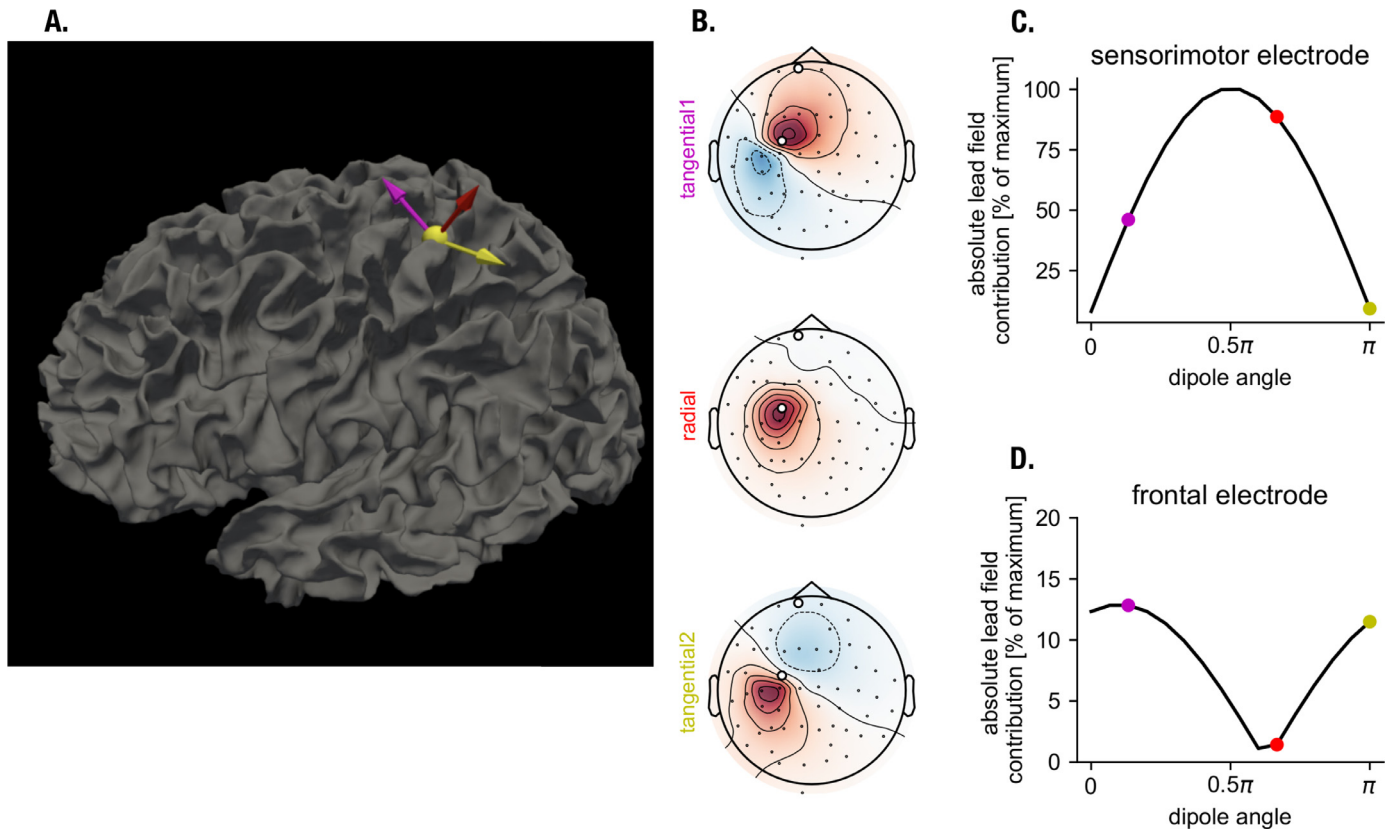 A.
B.
tangential1
radial
tangential2
C.
sensorimotor electrode
absolute lead field
contribution [% of maximum]
100
75
50
25
0
0.5π
π
dipole angle
D.
frontal electrode
absolute lead field
contribution [% of maximum]
20
15
10
5
0
0
0.5π
π
dipole angle